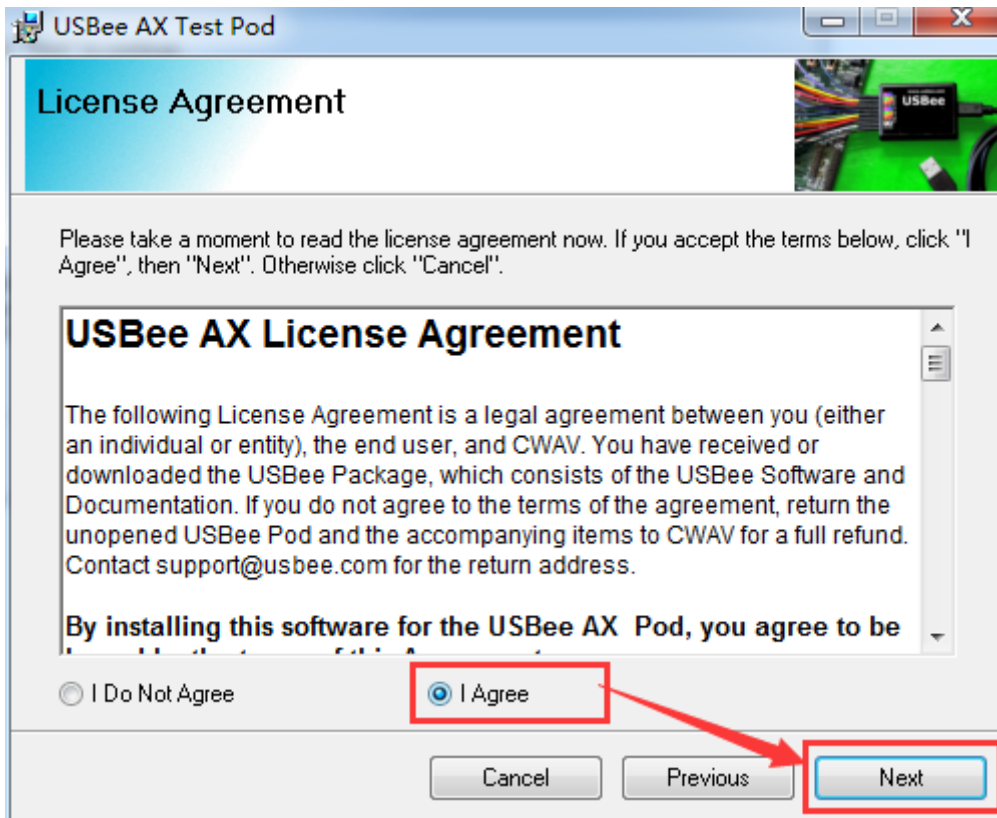 USBee AX Test Pod
License Agreement
USBee
Please take a moment to read the license agreement now. If you accept the terms below, click "I
Agree", then "Next". Otherwise click "Cancel".
USBee AX License Agreement
The following License Agreement is a legal agreement between you (either
an individual or entity), the end user, and CWAV. You have received or
downloaded the USBee Package, which consists of the USBee Software and
Documentation. If you do not agree to the terms of the agreement, return the
unopened USBee Pod and the accompanying items to CWAV for a full refund.
Contact support@usbee.com for the return address.
By installing this software for the USBee AX Pod, you agree to be
I Do Not Agree
I Agree
Cancel
Previous
Next